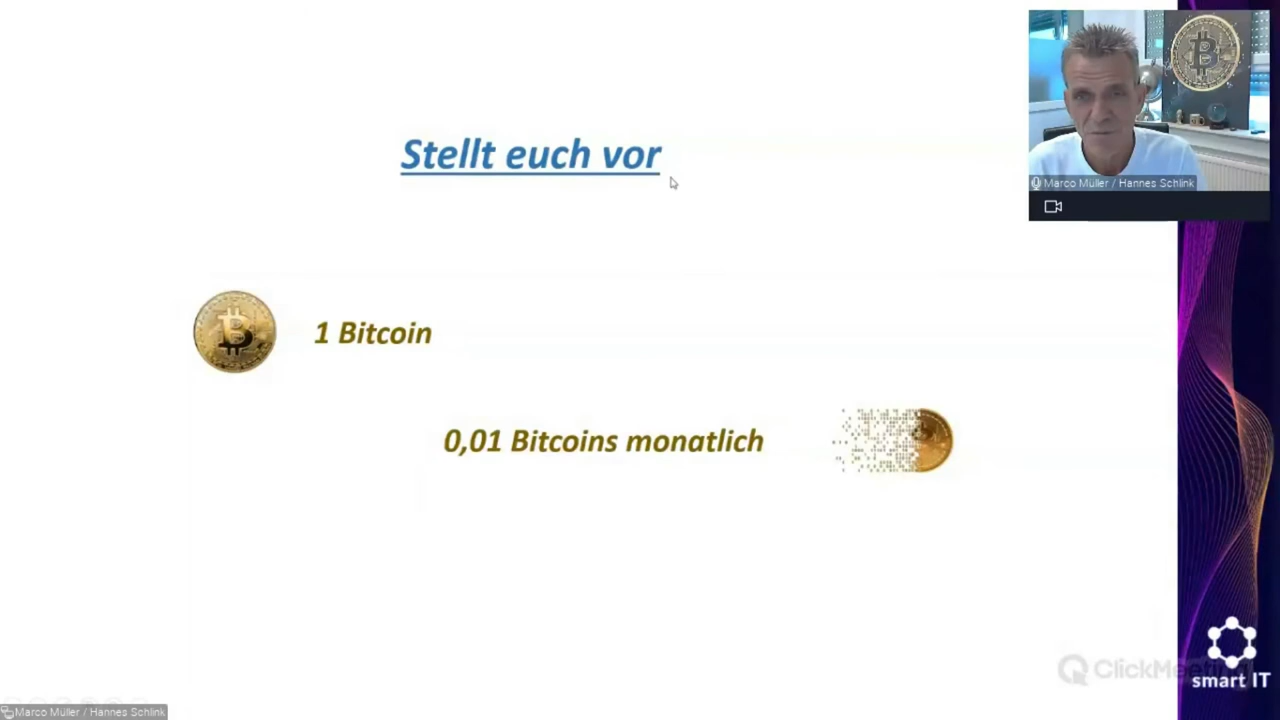 Stellt euch vor
Marco Müller / Hannes Schlink
1 Bitcoin
0,01 Bitcoins monatlich
ClickMeeting
smart IT
Marco Müller / Hannes Schlink